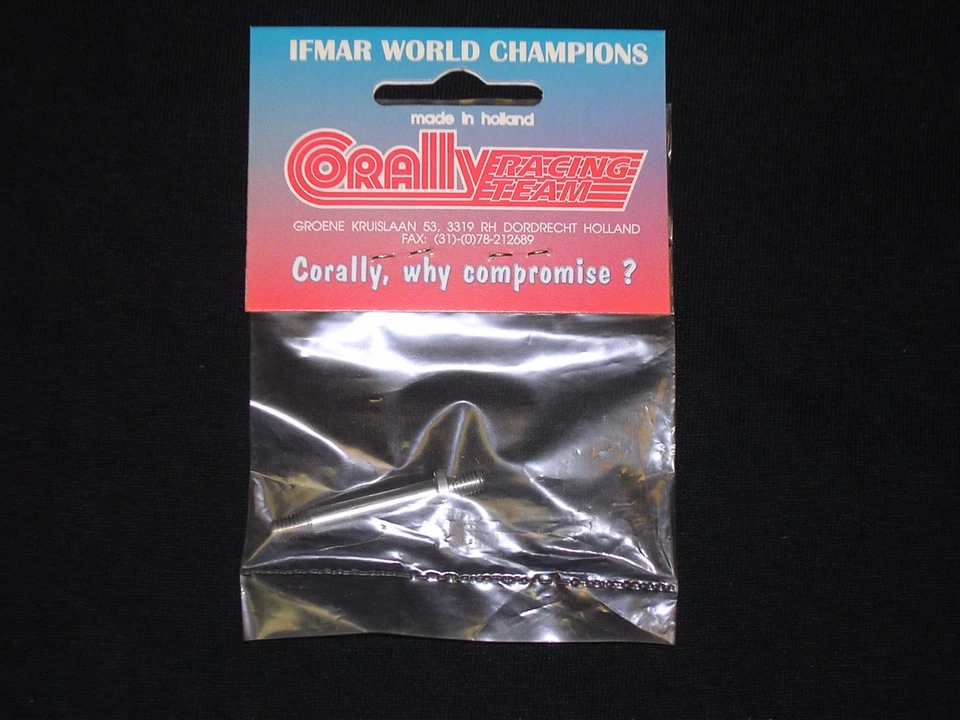 IFMAR WORLD CHAMPIONS
made in holland
Corally RACING TEAM
GROENE KRUISLAAN 53, 3319 RH DORDRECHT HOLLAND
FAX: (31)-(0)78-212689
Corally, why compromise ?